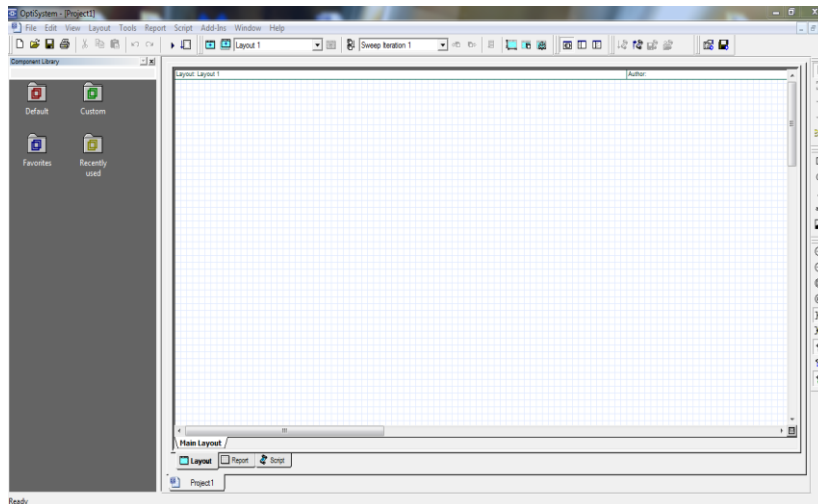 OptiSystem - [Project1]
File Edit View Layout Tools Report Script Add-Ins Window Help
Layout 1 Sweep Iteration 1
Component Library
Layout: Layout 1 Author:
Default Custom
Favorites Recently
used
Main Layout
Layout Report Script
Project1
Ready